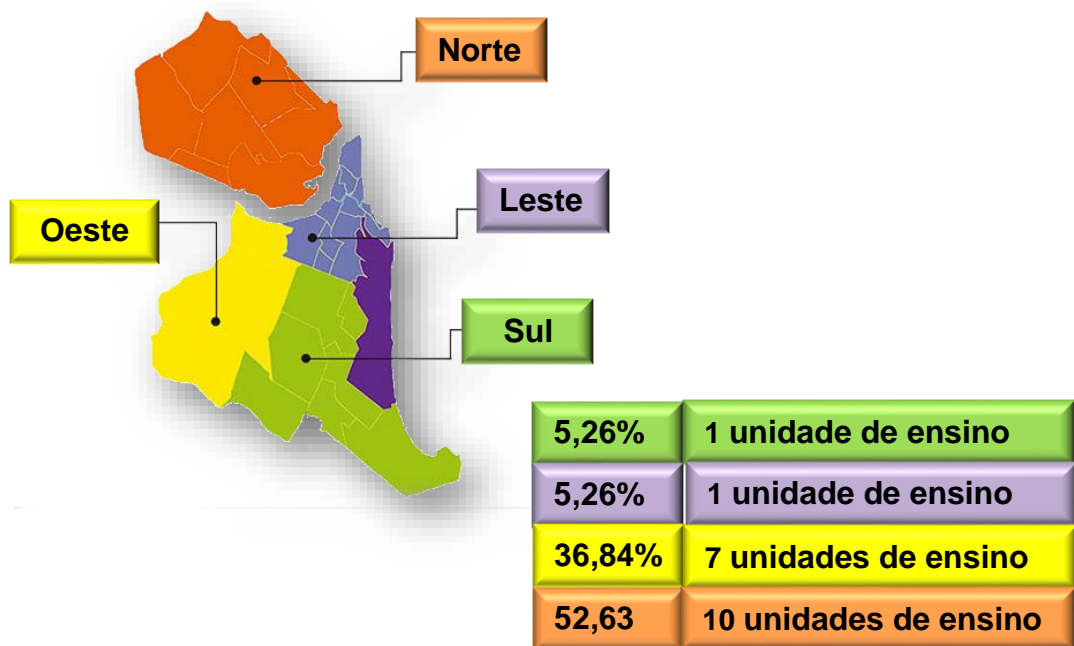 Norte
Leste
Oeste
Sul
5,26% 1 unidade de ensino
5,26% 1 unidade de ensino
36,84% 7 unidades de ensino
52,63 10 unidades de ensino